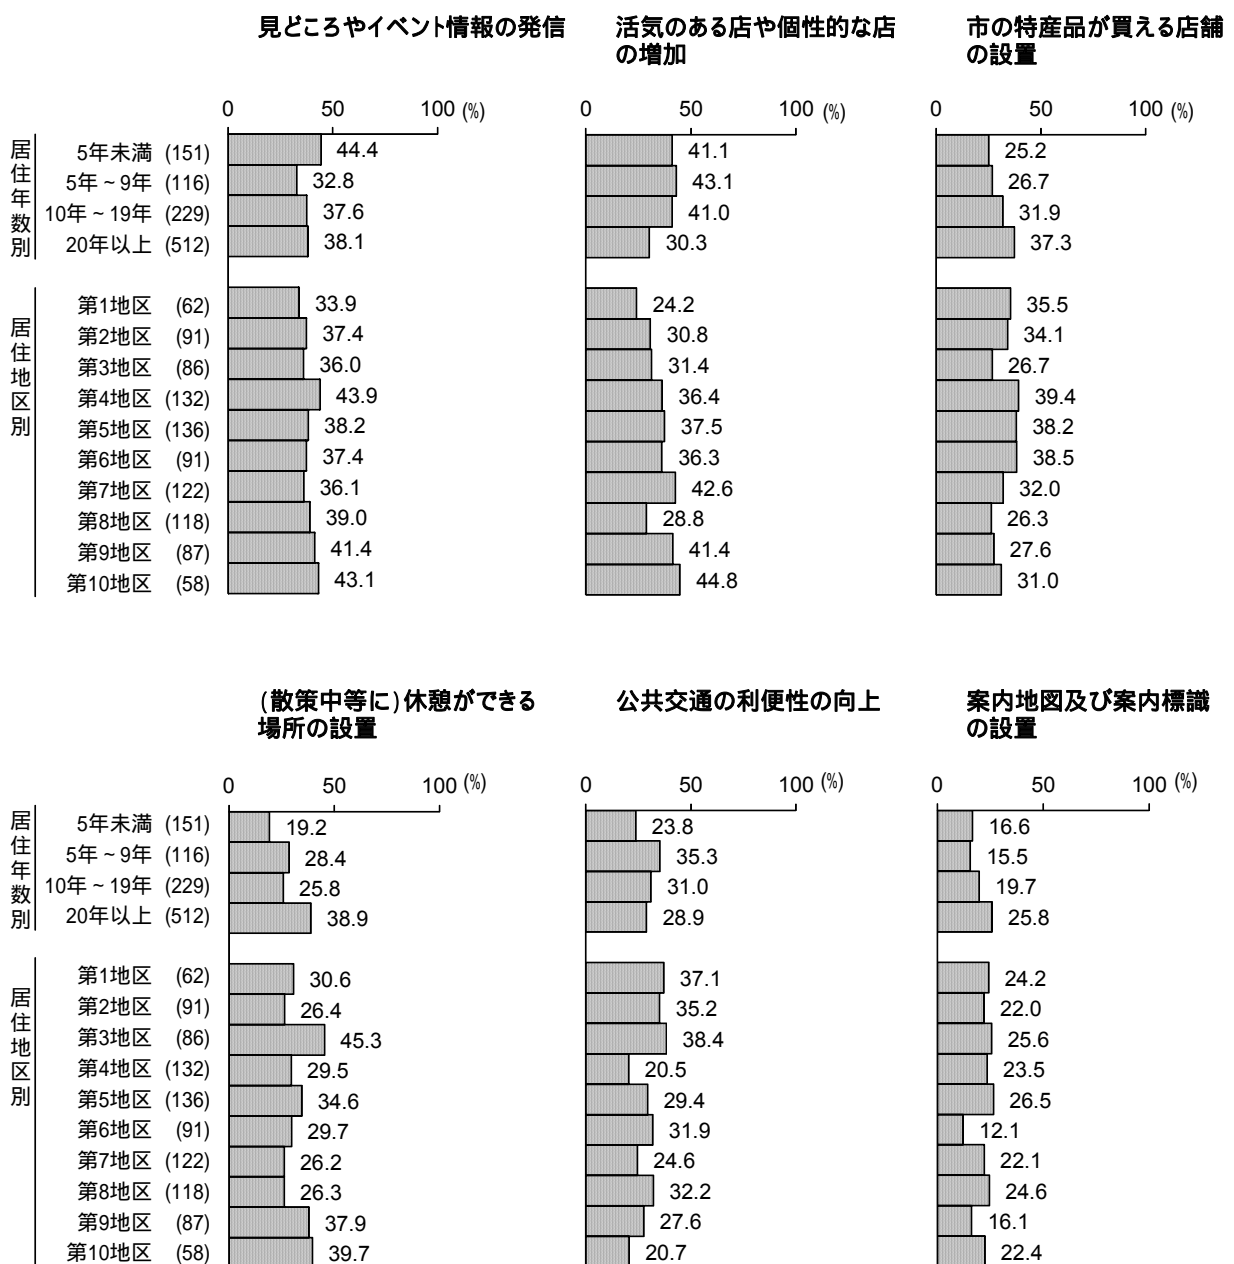 見どころやイベント情報の発信
活気のある店や個性的な店
の増加
市の特産品が買える店舗
の設置
0 50 100 (%) 0 50 100 (%) 0 50 100 (%)
居住年数別
5年未満 (151) 44.4 41.1 25.2
5年~9年 (116) 32.8 43.1 26.7
10年~19年 (229) 37.6 41.0 31.9
20年以上 (512) 38.1 30.3 37.3
居住地区別
第1地区 (62) 33.9 24.2 35.5
第2地区 (91) 37.4 30.8 34.1
第3地区 (86) 36.0 31.4 26.7
第4地区 (132) 43.9 36.4 39.4
第5地区 (136) 38.2 37.5 38.2
第6地区 (91) 37.4 36.3 38.5
第7地区 (122) 36.1 42.6 32.0
第8地区 (118) 39.0 28.8 26.3
第9地区 (87) 41.4 41.4 27.6
第10地区 (58) 43.1 44.8 31.0
(散策中等に)休憩ができる
場所の設置
公共交通の利便性の向上
案内地図及び案内標識
の設置
0 50 100 (%) 0 50 100 (%) 0 50 100 (%)
居住年数別
5年未満 (151) 19.2 23.8 16.6
5年~9年 (116) 28.4 35.3 15.5
10年~19年 (229) 25.8 31.0 19.7
20年以上 (512) 38.9 28.9 25.8
居住地区別
第1地区 (62) 30.6 37.1 24.2
第2地区 (91) 26.4 35.2 22.0
第3地区 (86) 45.3 38.4 25.6
第4地区 (132) 29.5 20.5 23.5
第5地区 (136) 34.6 29.4 26.5
第6地区 (91) 29.7 31.9 12.1
第7地区 (122) 26.2 24.6 22.1
第8地区 (118) 26.3 32.2 24.6
第9地区 (87) 37.9 27.6 16.1
第10地区 (58) 39.7 20.7 22.4